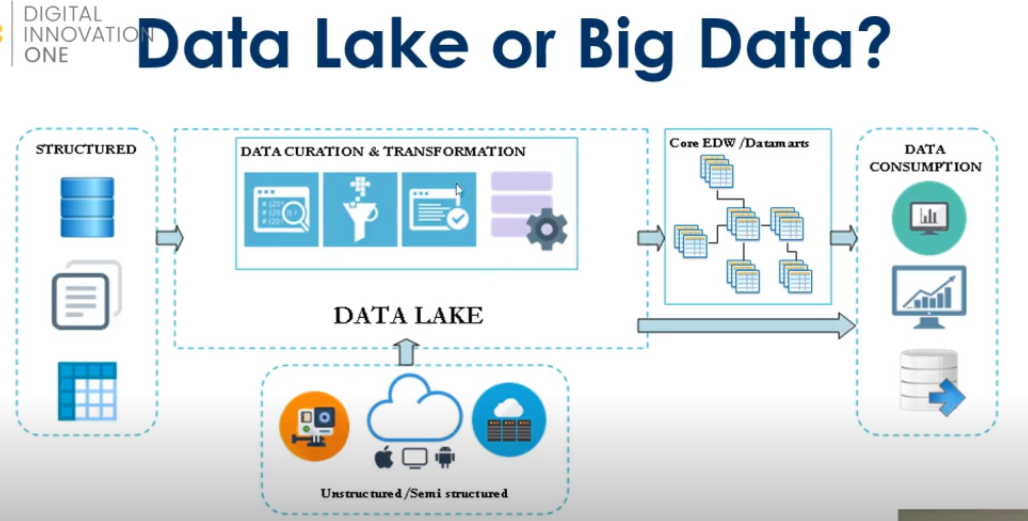 DIGITAL
INNOVATION
ONE
Data Lake or Big Data?
STRUCTURED
DATA CURATION & TRANSFORMATION
Core EDW /Datamarts
DATA
CONSUMPTION
DATA LAKE
Unstructured /Semi structured